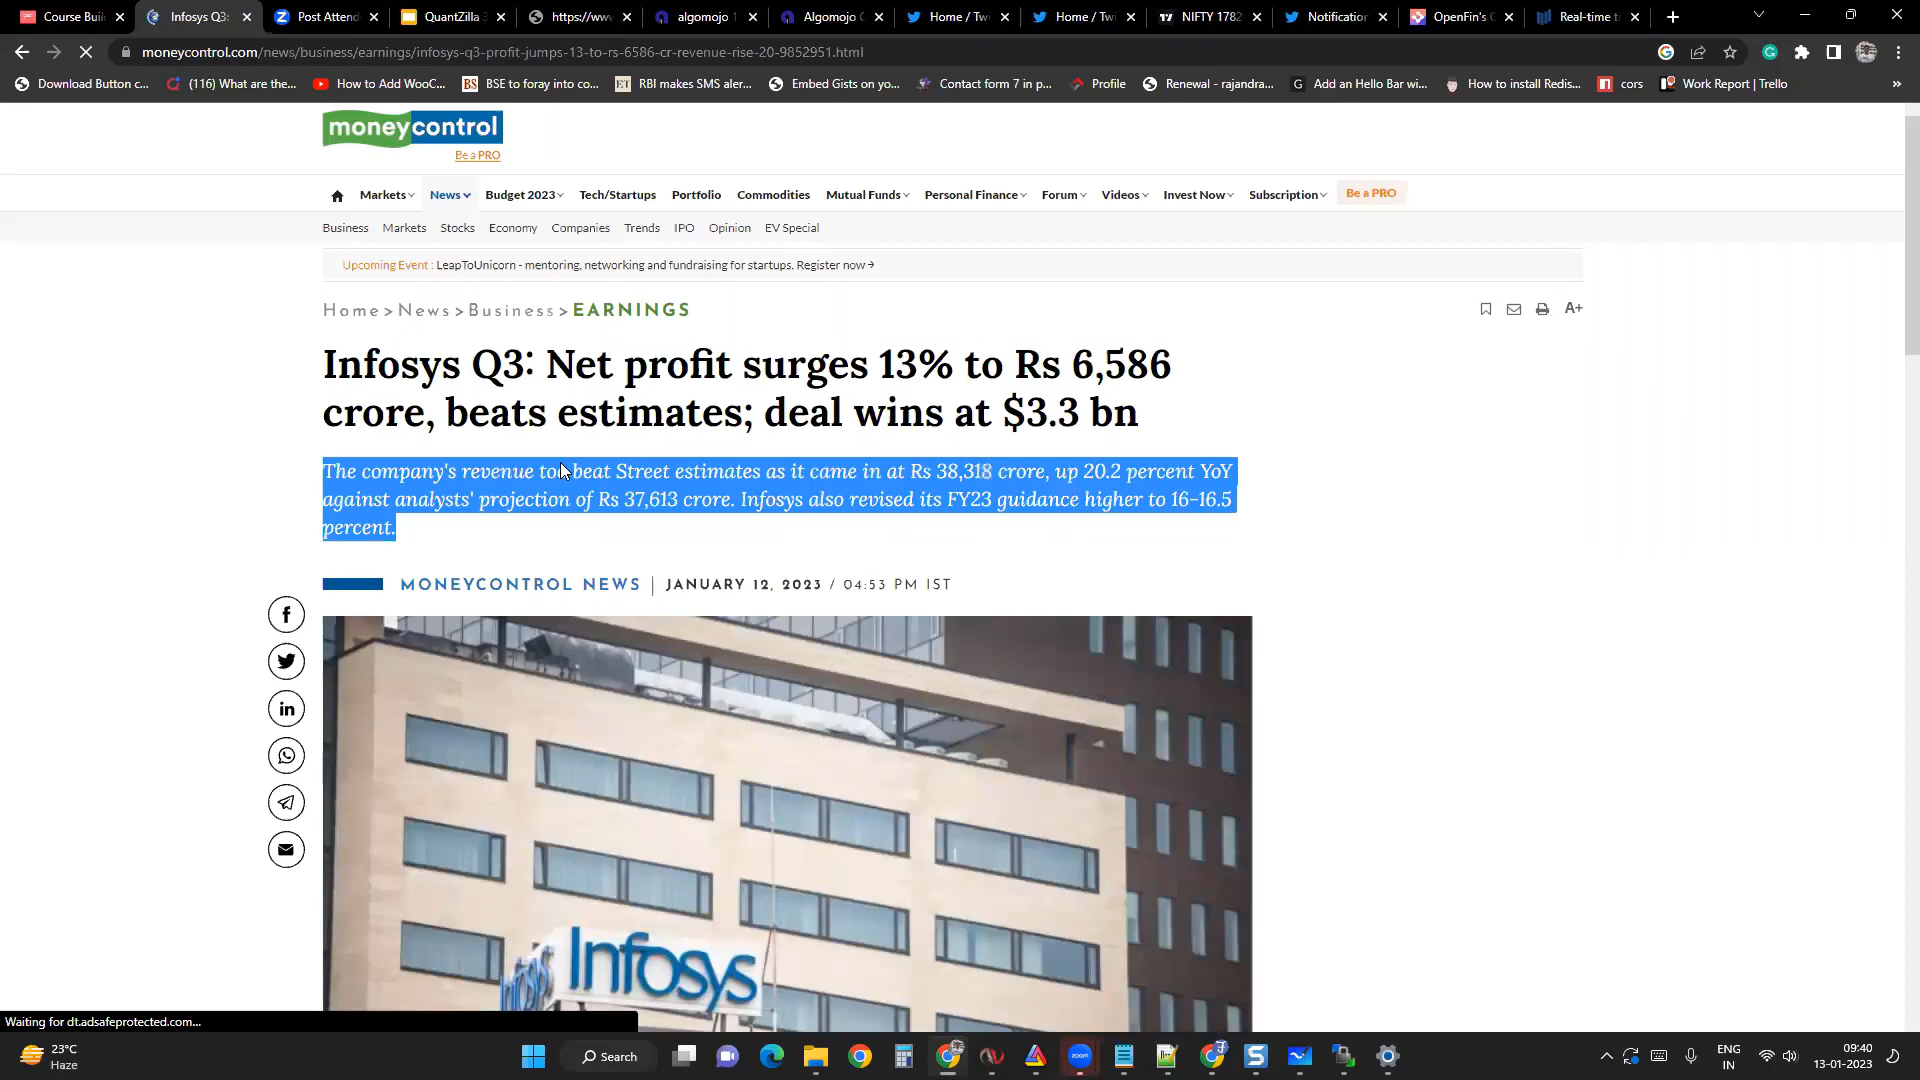 Course Buil
Infosys Q3:
Post Attend
QuantZilla 3
https://www
algomojo 1
Algomojo C
Home / Twi
Home / Twi
NIFTY 1782
Notification
OpenFin's C
Real-time t
moneycontrol.com/news/business/earnings/infosys-q3-profit-jumps-13-to-rs-6586-cr-revenue-rise-20-9852951.html
Download Button c...
(116) What are the...
How to Add WooC...
BSE to foray into co...
RBI makes SMS aler...
Embed Gists on yo...
Contact form 7 in p...
Profile
Renewal - rajandra...
Add an Hello Bar wi...
How to install Redis...
cors
Work Report | Trello
moneycontrol
Be a PRO
Markets
News
Budget 2023
Tech/Startups
Portfolio
Commodities
Mutual Funds
Personal Finance
Forum
Videos
Invest Now
Subscription
Be a PRO
Business
Markets
Stocks
Economy
Companies
Trends
IPO
Opinion
EV Special
Upcoming Event : LeapToUnicorn - mentoring, networking and fundraising for startups. Register now
Home > News > Business > EARNINGS
A+
Infosys Q3: Net profit surges 13% to Rs 6,586
crore, beats estimates; deal wins at $3.3 bn
The company's revenue too beat Street estimates as it came in at Rs 38,318 crore, up 20.2 percent YoY
against analysts' projection of Rs 37,613 crore. Infosys also revised its FY23 guidance higher to 16-16.5
percent.
MONEYCONTROL NEWS | JANUARY 12, 2023 / 04:53 PM IST
Infosys
Waiting for dt.adsafeprotected.com...
23°C
Haze
Search
zoom
ENG
IN
09:40
13-01-2023